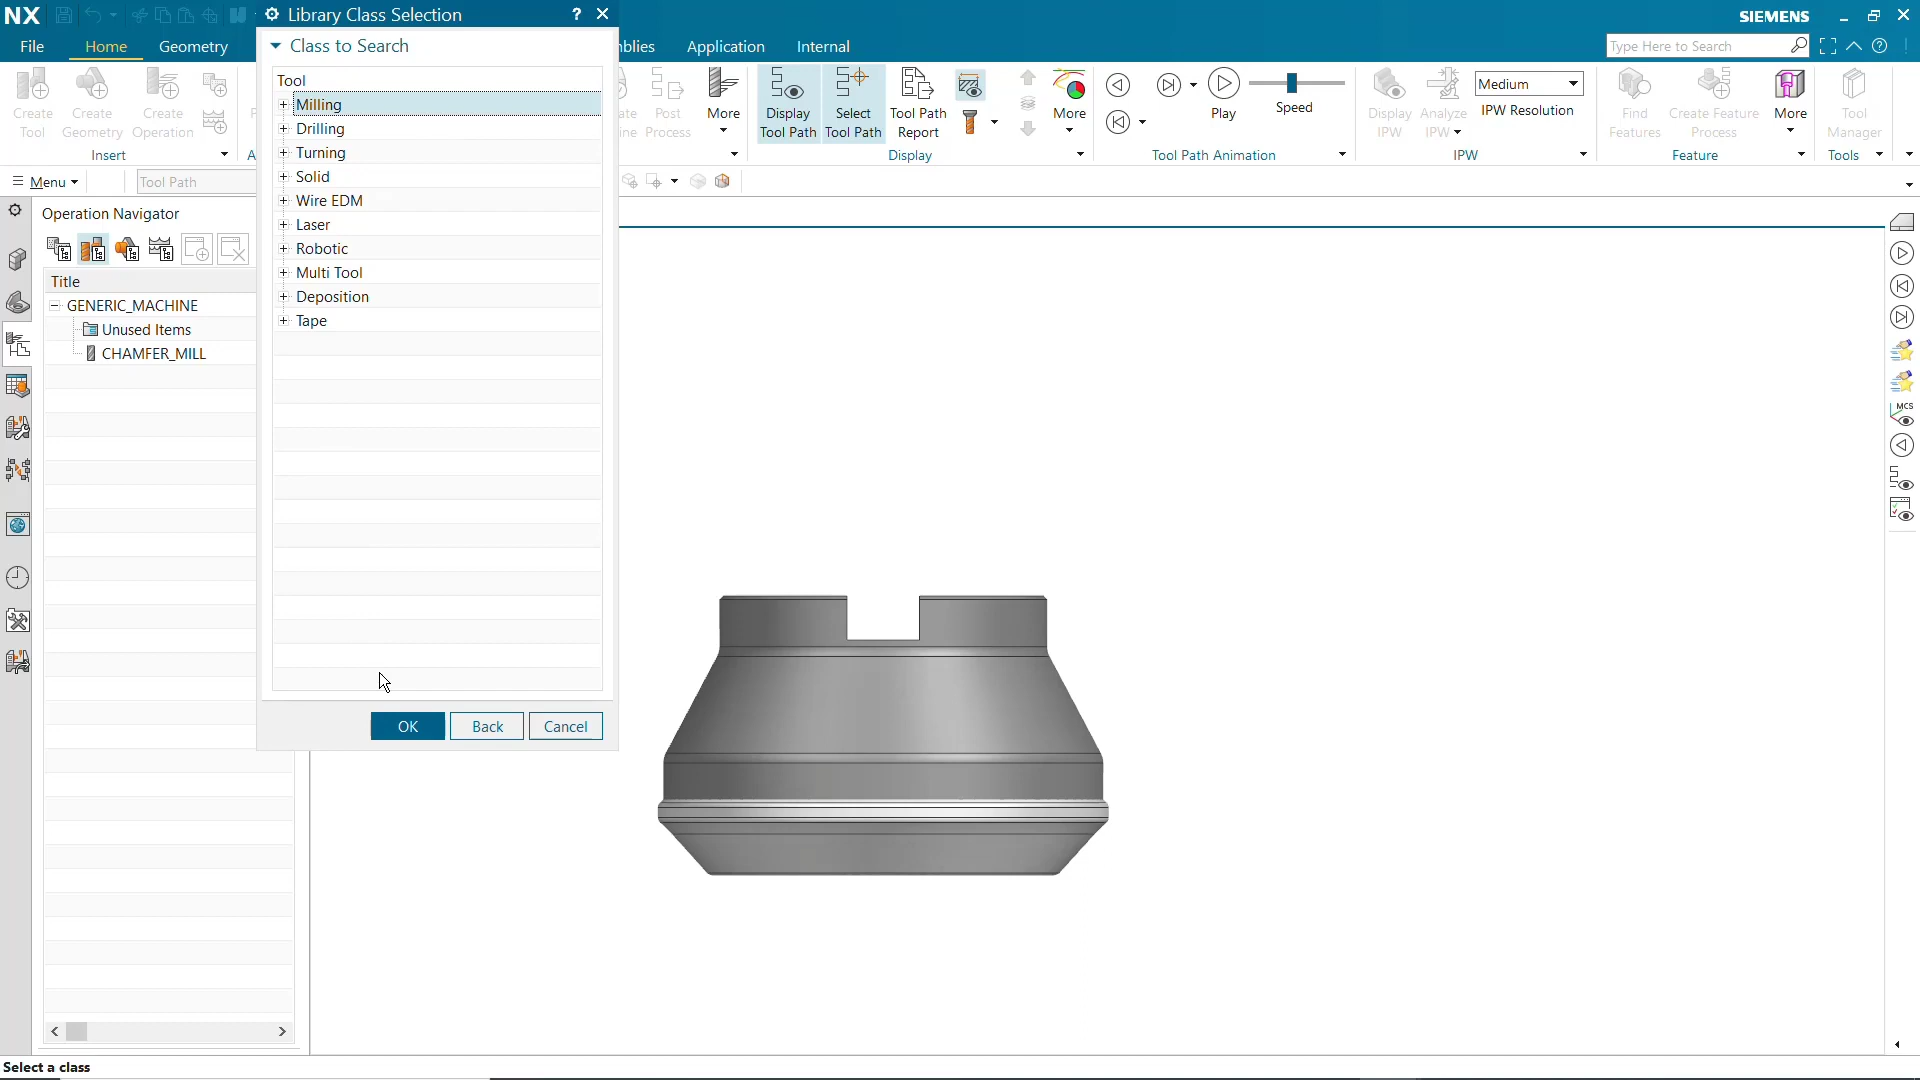 NX
Library Class Selection
?
SIEMENS
File
Home
Geometry
blies
Application
Internal
Type Here to Search
Class to Search
Tool
Milling
Drilling
Turning
Solid
Wire EDM
Laser
Robotic
Multi Tool
Deposition
Tape
OK
Back
Cancel
Create
Tool
Create
Geometry
Create
Operation
Insert
A
ate
ine
Post
Process
More
Display
Tool Path
Select
Tool Path
Tool Path
Report
More
Display
Play
Speed
Tool Path Animation
Display
IPW
Analyze
IPW
Medium
IPW Resolution
IPW
Find
Features
Create Feature
Process
More
Feature
Tool
Manager
Tools
Menu
Tool Path
Operation Navigator
Title
GENERIC_MACHINE
Unused Items
CHAMFER_MILL
MCS
Select a class